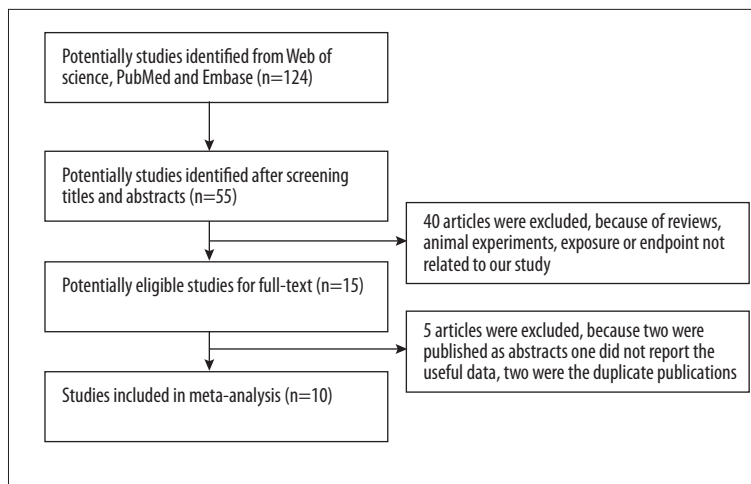 Potentially studies identified from Web of
science, PubMed and Embase (n=124)
Potentially studies identified after screening
titles and abstracts (n=55)
40 articles were excluded, because of reviews,
animal experiments, exposure or endpoint not
related to our study
Potentially eligible studies for full-text (n=15)
5 articles were excluded, because two were
published as abstracts one did not report the
useful data, two were the duplicate publications
Studies included in meta-analysis (n=10)